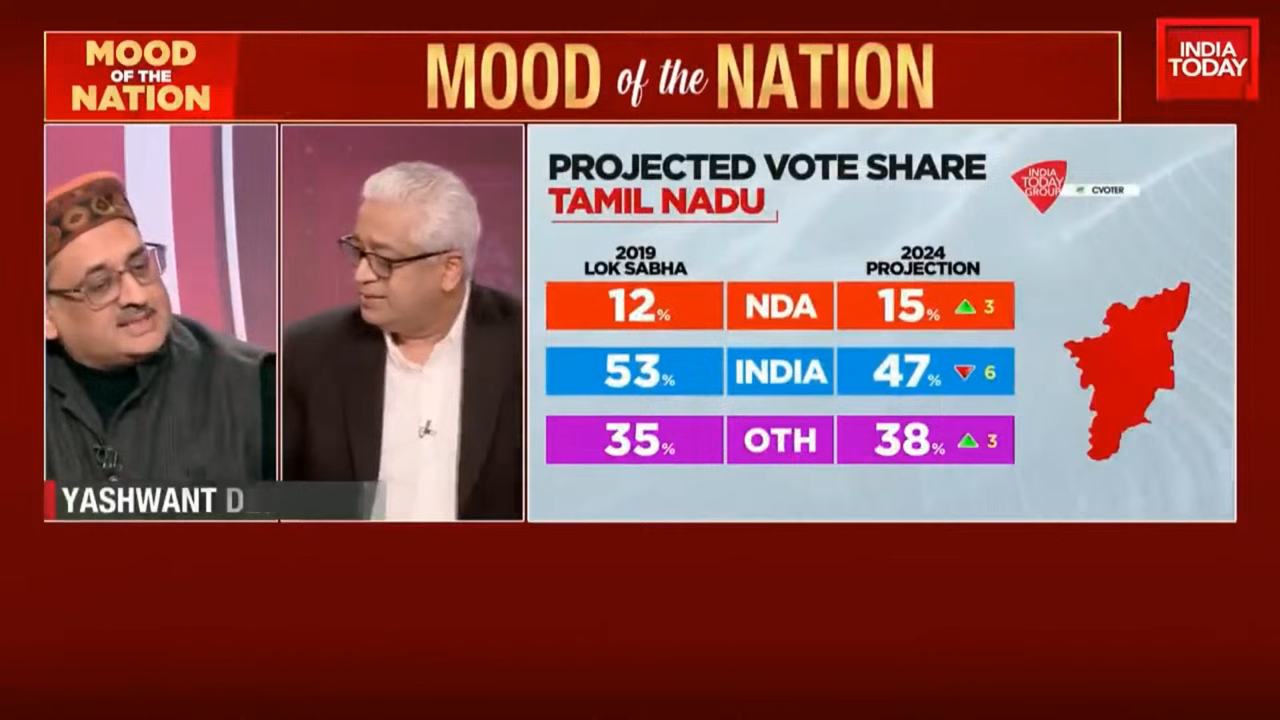 MOOD
OF THE
NATION
MOOD of the NATION
INDIA
TODAY
PROJECTED VOTE SHARE
TAMIL NADU
INDIA
TODAY
GROUP
CVOTER
2019
LOK SABHA
2024
PROJECTION
12% NDA 15% 3
53% INDIA 47% 6
35% OTH 38% 3
YASHWANT D